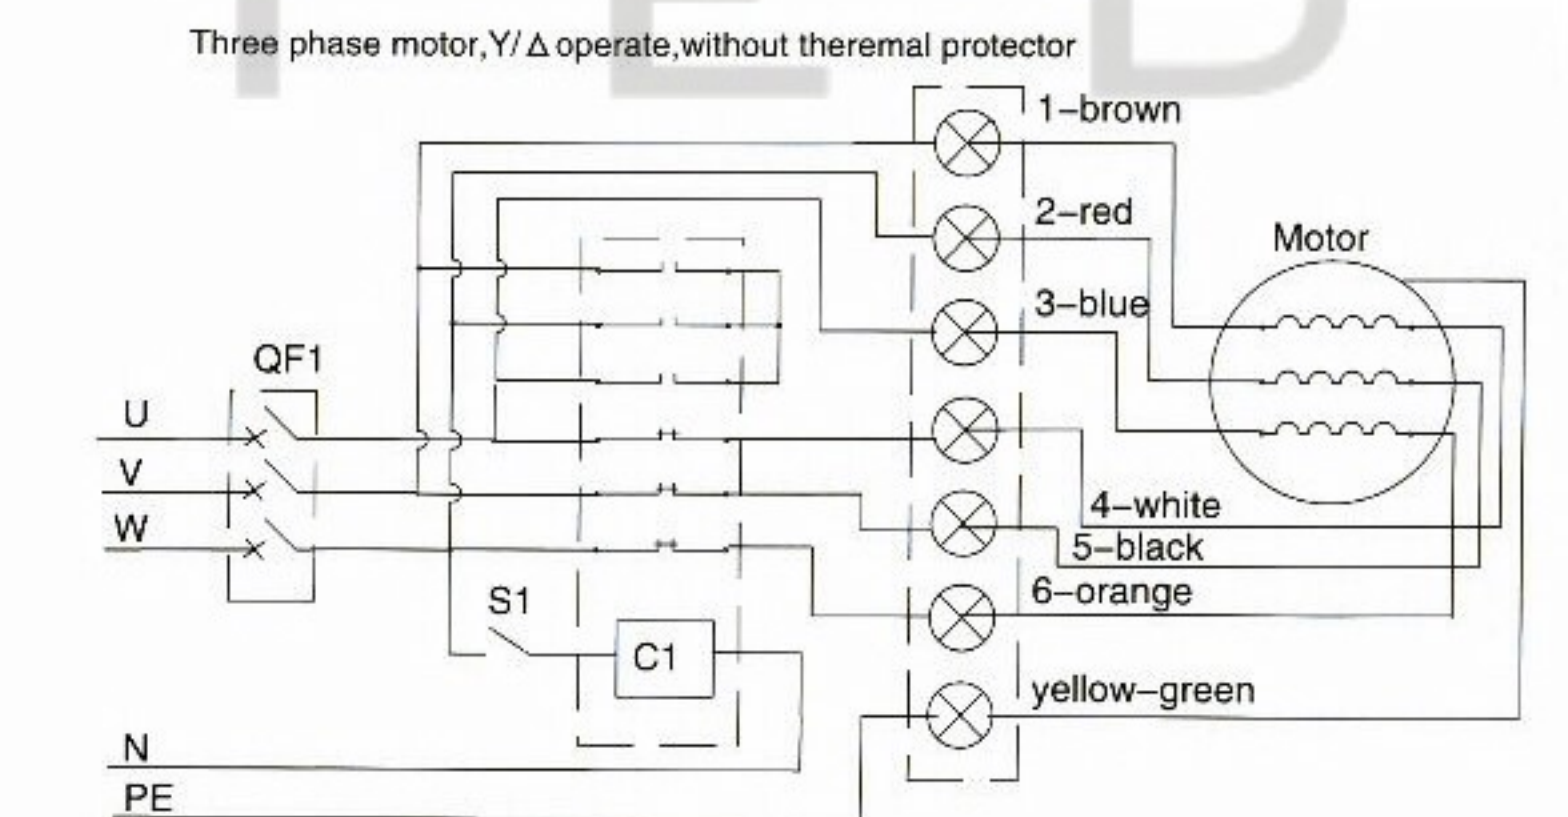 Three phase motor,Y/Δ operate,without theremal protector
1-brown
2-red
Motor
3-blue
QF1
U
V
W
4-white
5-black
6-orange
S1
C1
yellow-green
N
PE